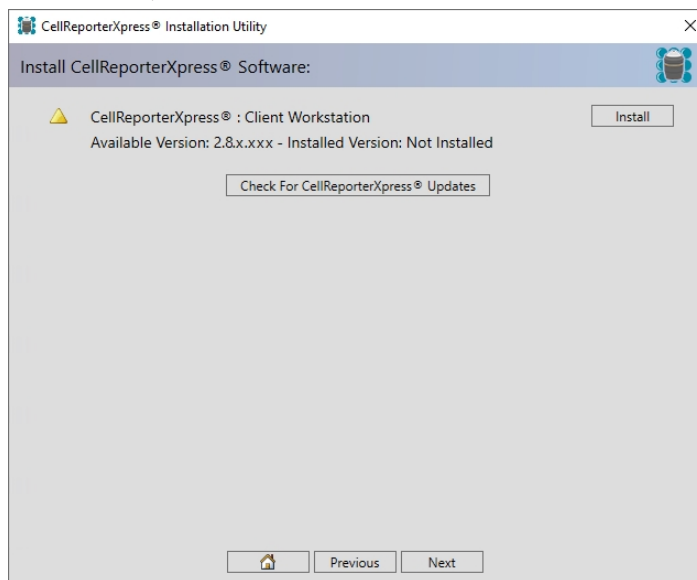 CellReporterXpress® Installation Utility
Install CellReporterXpress® Software:
CellReporterXpress® : Client Workstation
Install
Available Version: 2.8.x.xxx - Installed Version: Not Installed
Check For CellReporterXpress® Updates
Previous
Next